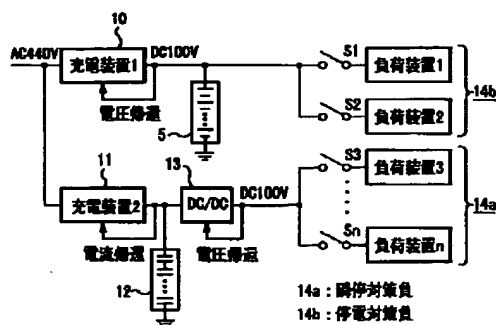 10
AC440V
充電装置1
DC100V
電圧帰還
5
S1
負荷装置1
S2
負荷装置2
14b
11
充電装置2
電流帰還
12
13
DC/DC
DC100V
電圧帰還
S3
負荷装置3
Sn
負荷装置n
14a
14a:瞬停対策負
14b:停電対策負